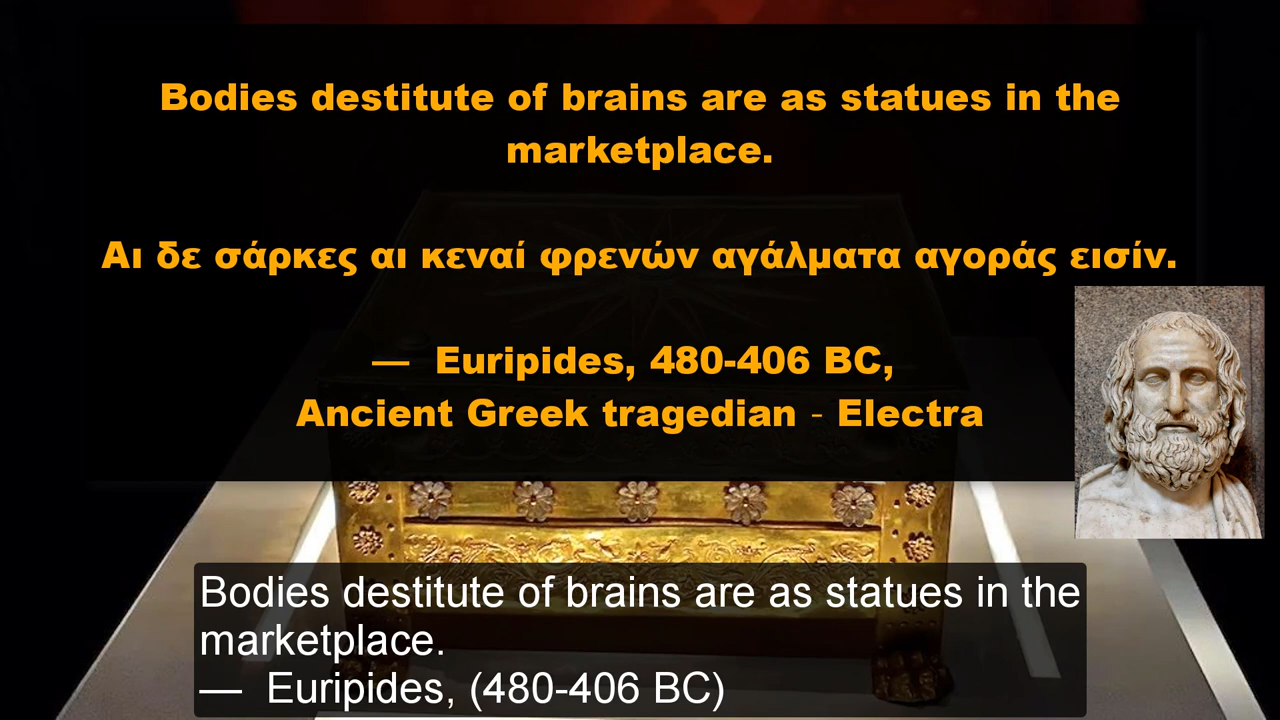 Bodies destitute of brains are as statues in the
marketplace.
Αι δε σάρκες αι κεναί φρενών αγάλματα αγοράς εισίν.
—  Euripides, 480-406 BC,
Ancient Greek tragedian - Electra
Bodies destitute of brains are as statues in the
marketplace.
—  Euripides, (480-406 BC)